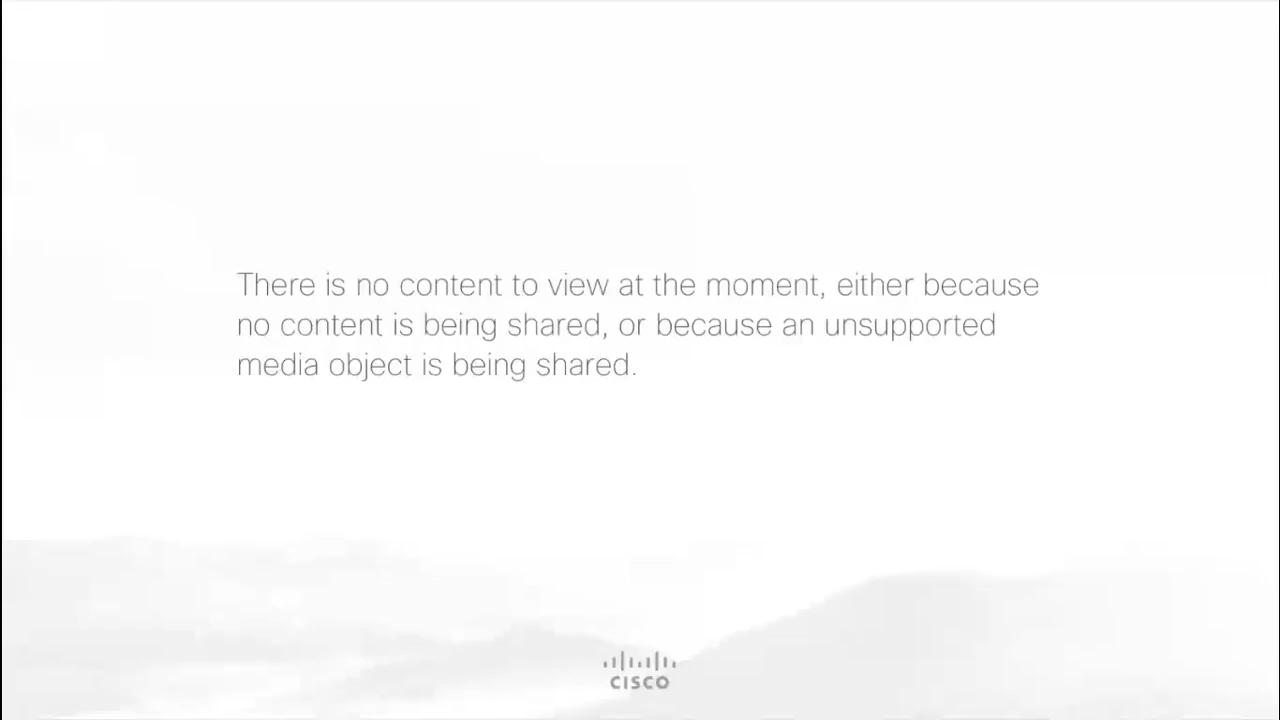 There is no content to view at the moment, either because
no content is being shared, or because an unsupported
media object is being shared.
CISCO